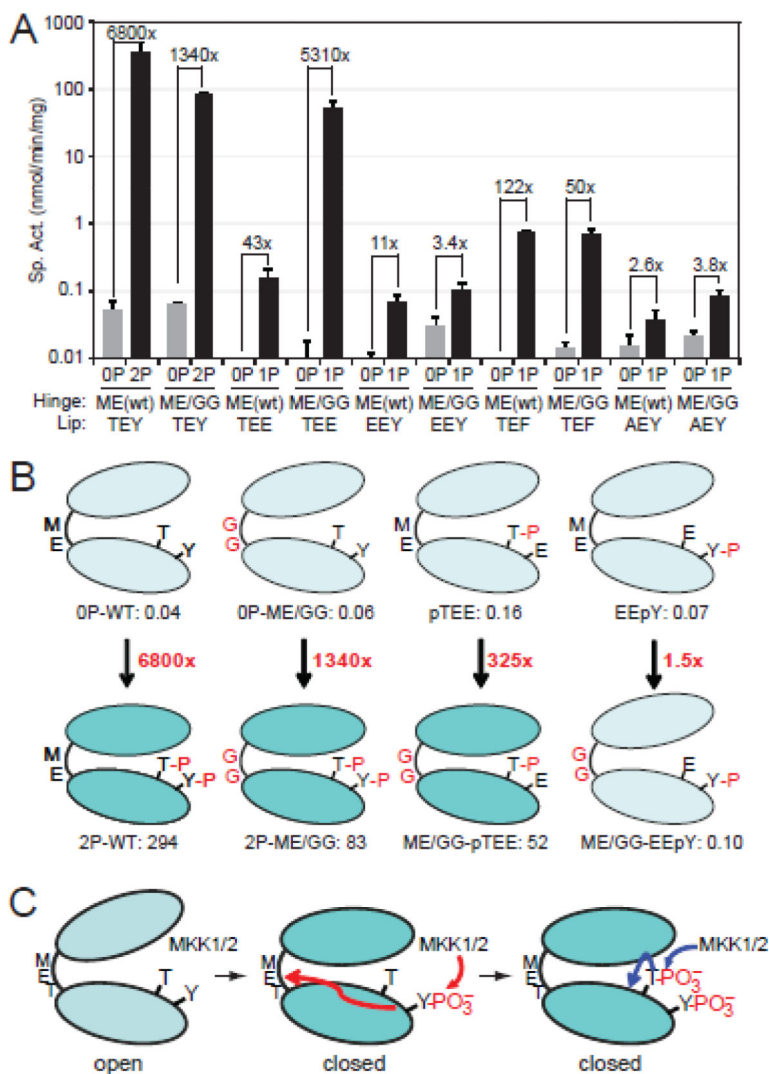 A
1000
100
10
1
0.1
0.01
Sp. Act. (nmol/min/mg)
6800x
1340x
43x
5310x
11x
3.4x
122x
50x
2.6x
3.8x
0P 2P 0P 2P 0P 1P 0P 1P 0P 1P 0P 1P 0P 1P 0P 1P 0P 1P 0P 1P
Hinge: ME(wt) ME/GG ME(wt) ME/GG ME(wt) ME/GG ME(wt) ME/GG ME(wt) ME/GG
Lip: TEY TEY TEE TEE EEY EEY TEF TEF AEY AEY
B
M E T Y
G G T Y
M E T-P E
M E E Y-P
0P-WT: 0.04 0P-ME/GG: 0.06 pTEE: 0.16 EEpY: 0.07
6800x 1340x 325x 1.5x
M E T-P Y-P
G G T-P Y-P
G G T-P E
G G E Y-P
2P-WT: 294 2P-ME/GG: 83 ME/GG-pTEE: 52 ME/GG-EEpY: 0.10
C
MKK1/2 MKK1/2 MKK1/2
M E T T Y
M E T T Y-PO3−
M E T T-PO3− Y-PO3−
open closed closed